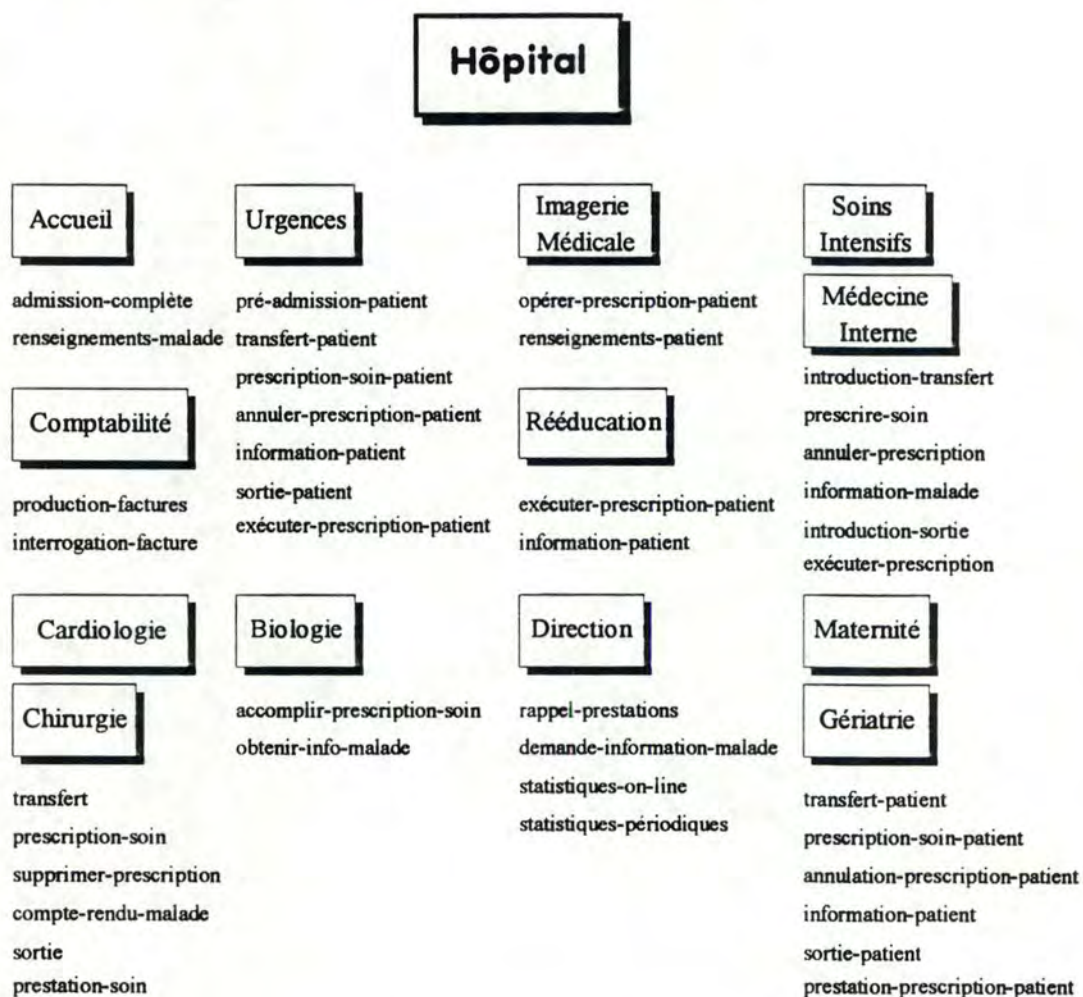 Hôpital
Accueil
admission-complète
renseignements-malade
Comptabilité
production-factures
interrogation-facture
Urgences
pré-admission-patient
transfert-patient
prescription-soin-patient
annuler-prescription-patient
information-patient
sortie-patient
exécuter-prescription-patient
Imagerie
Médicale
opérer-prescription-patient
renseignements-patient
Rééducation
exécuter-prescription-patient
information-patient
Soins
Intensifs
Médecine
Interne
introduction-transfert
prescrire-soin
annuler-prescription
information-malade
introduction-sortie
exécuter-prescription
Cardiologie
Chirurgie
transfert
prescription-soin
supprimer-prescription
compte-rendu-malade
sortie
prestation-soin
Biologie
accomplir-prescription-soin
obtenir-info-malade
Direction
rappel-prestations
demande-information-malade
statistiques-on-line
statistiques-périodiques
Maternité
Gériatrie
transfert-patient
prescription-soin-patient
annulation-prescription-patient
information-patient
sortie-patient
prestation-prescription-patient